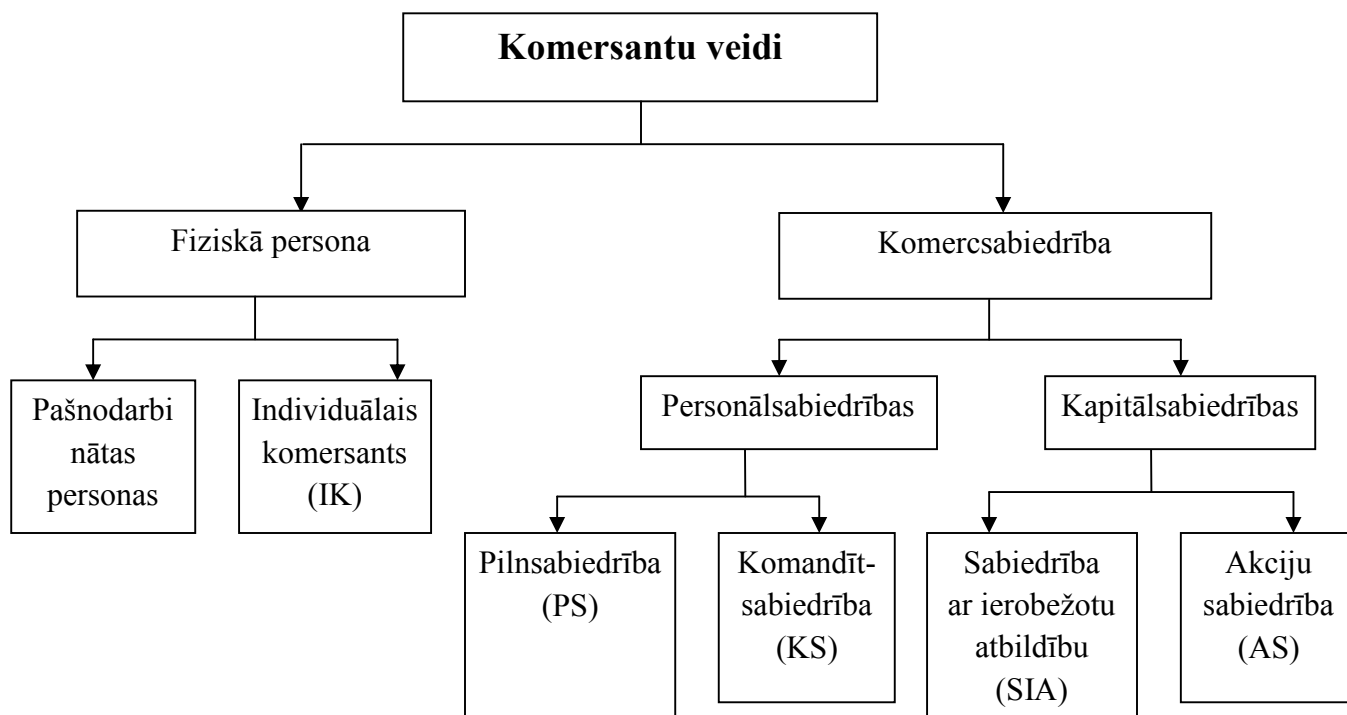 Komersantu veidi
Fiziskā persona
Komercsabiedrība
Pašnodarbi
nātas
personas
Individuālais
komersants
(IK)
Personālsabiedrības
Kapitālsabiedrības
Pilnsabiedrība
(PS)
Komandīt-
sabiedrība
(KS)
Sabiedrība
ar ierobežotu
atbildību
(SIA)
Akciju
sabiedrība
(AS)